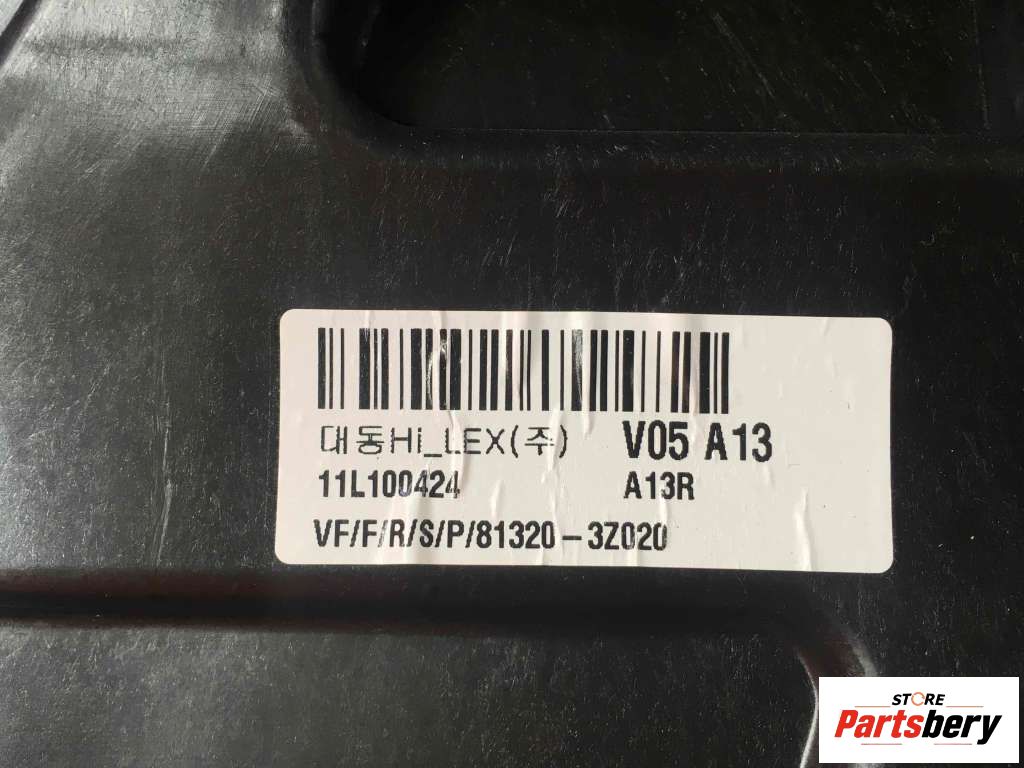 대동Hi_LEX(주) V05 A13
11L100424 A13R
VF/F/R/S/P/81320-3Z020
STORE
Partsbery